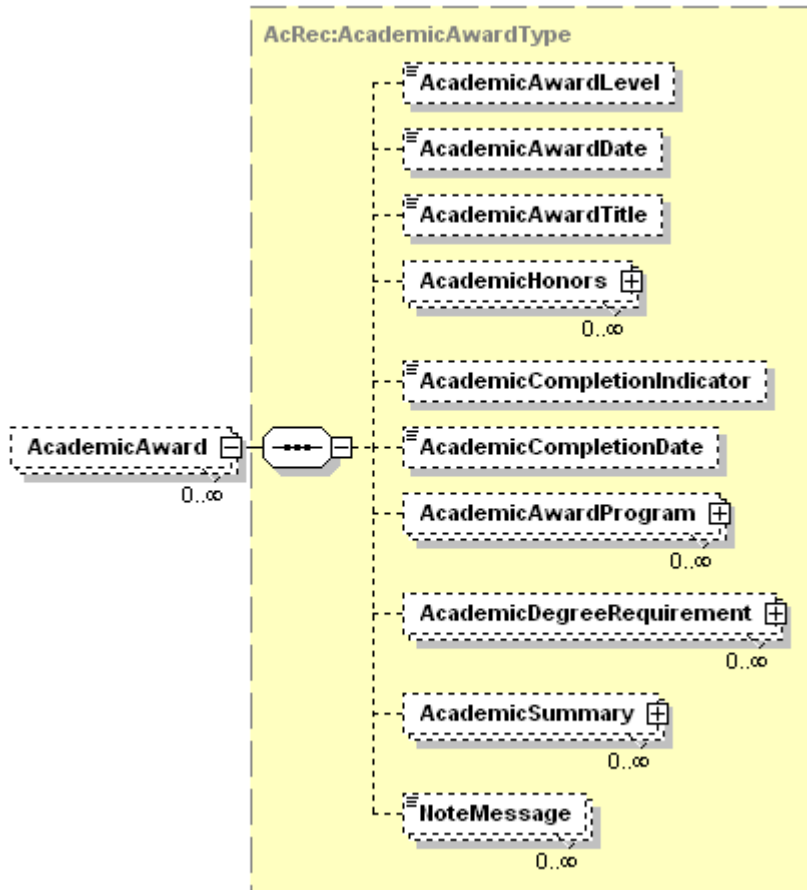 AcRec:AcademicAwardType
AcademicAwardLevel
AcademicAwardDate
AcademicAwardTitle
AcademicHonors
0..∞
AcademicCompletionIndicator
AcademicAward
0..∞
AcademicCompletionDate
AcademicAwardProgram
0..∞
AcademicDegreeRequirement
0..∞
AcademicSummary
0..∞
NoteMessage
0..∞